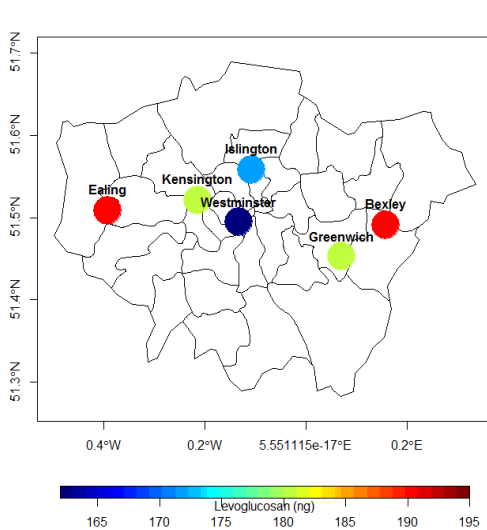 51.7°N
51.6°N
51.5°N
51.4°N
51.3°N
Islington
Kensington
Ealing
Westminster
Bexley
Greenwich
0.4°W 0.2°W 5.551115e-17°E 0.2°E
Levoglucosan (ng)
165 170 175 180 185 190 195